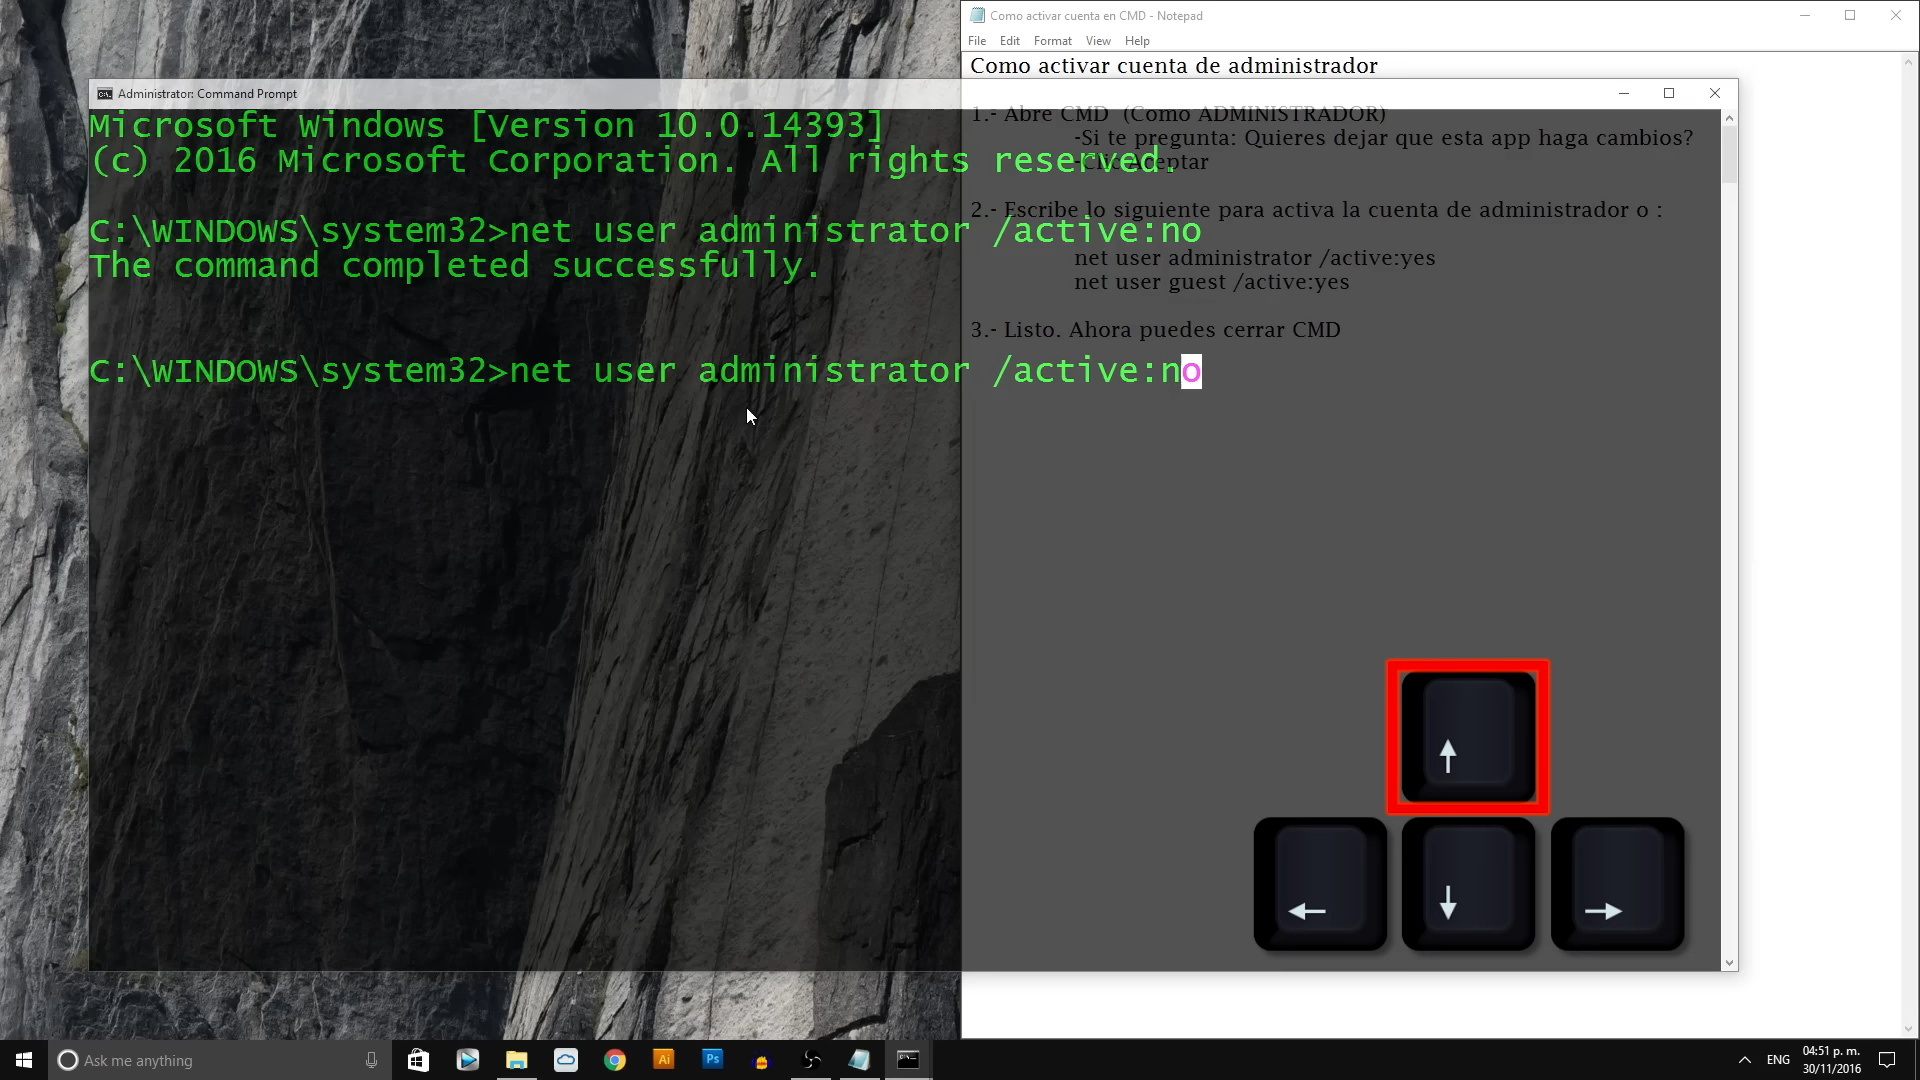 Como activar cuenta en CMD - Notepad
File Edit Format View Help
Como activar cuenta de administrador
Administrator: Command Prompt
Microsoft Windows [Version 10.0.14393]
(c) 2016 Microsoft Corporation. All rights reserved.
C:\WINDOWS\system32>net user administrator /active:no
The command completed successfully.
C:\WINDOWS\system32>net user administrator /active:no
1.- Abre CMD (Como ADMINISTRADOR)
-Si te pregunta: Quieres dejar que esta app haga cambios?
-Clic Aceptar
2.- Escribe lo siguiente para activa la cuenta de administrador o :
net user administrator /active:yes
net user guest /active:yes
3.- Listo. Ahora puedes cerrar CMD
Ask me anything
Ai
Ps
ENG
04:51 p. m.
30/11/2016